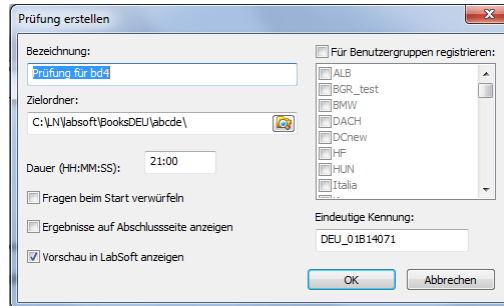 Prüfung erstellen
Bezeichnung:
Prüfung für bd4
Zielordner:
C:\LN\labsoft\BooksDEU\abcde\
Dauer (HH:MM:SS):
21:00
Fragen beim Start verwürfeln
Ergebnisse auf Abschlussseite anzeigen
Vorschau in LabSoft anzeigen
Für Benutzergruppen registrieren:
ALB
BGR_test
BMW
DACH
DCnew
HF
HUN
Italia
Eindeutige Kennung:
DEU_01B14071
OK
Abbrechen